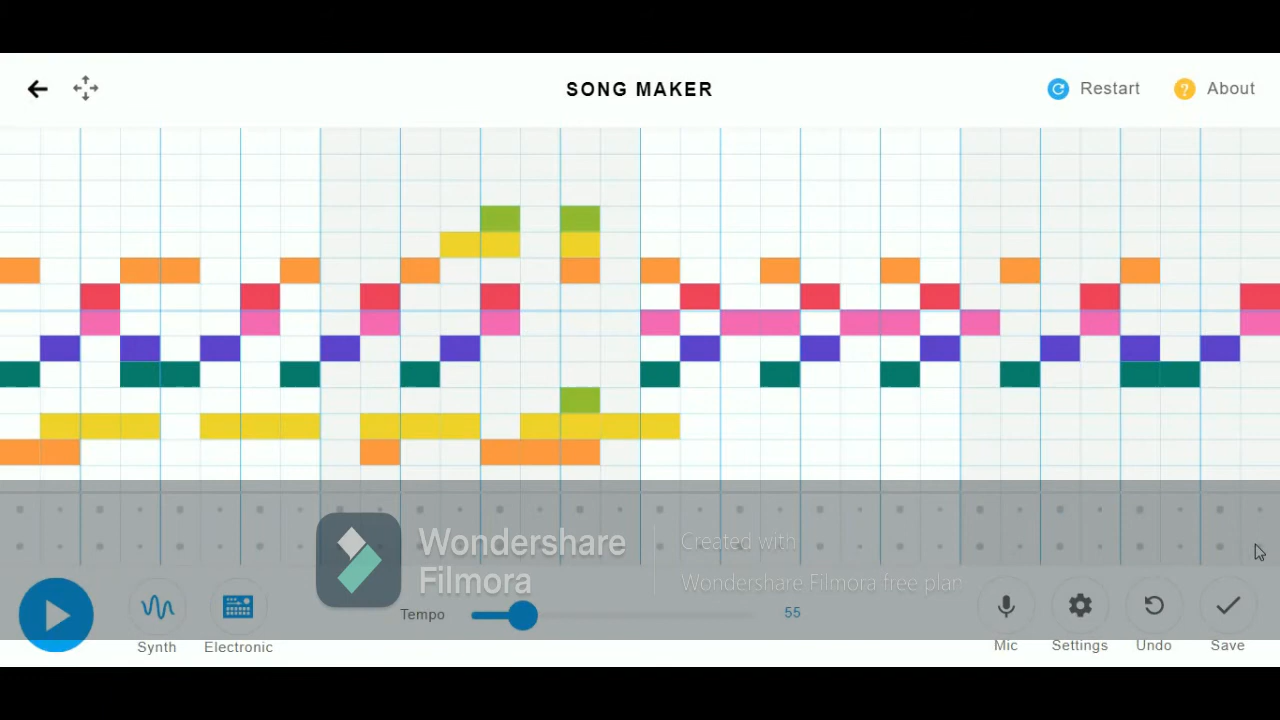 SONG MAKER
Restart
About
Wondershare
Filmora
Created with
Wondershare Filmora free plan
Tempo
55
Synth
Electronic
Mic
Settings
Undo
Save